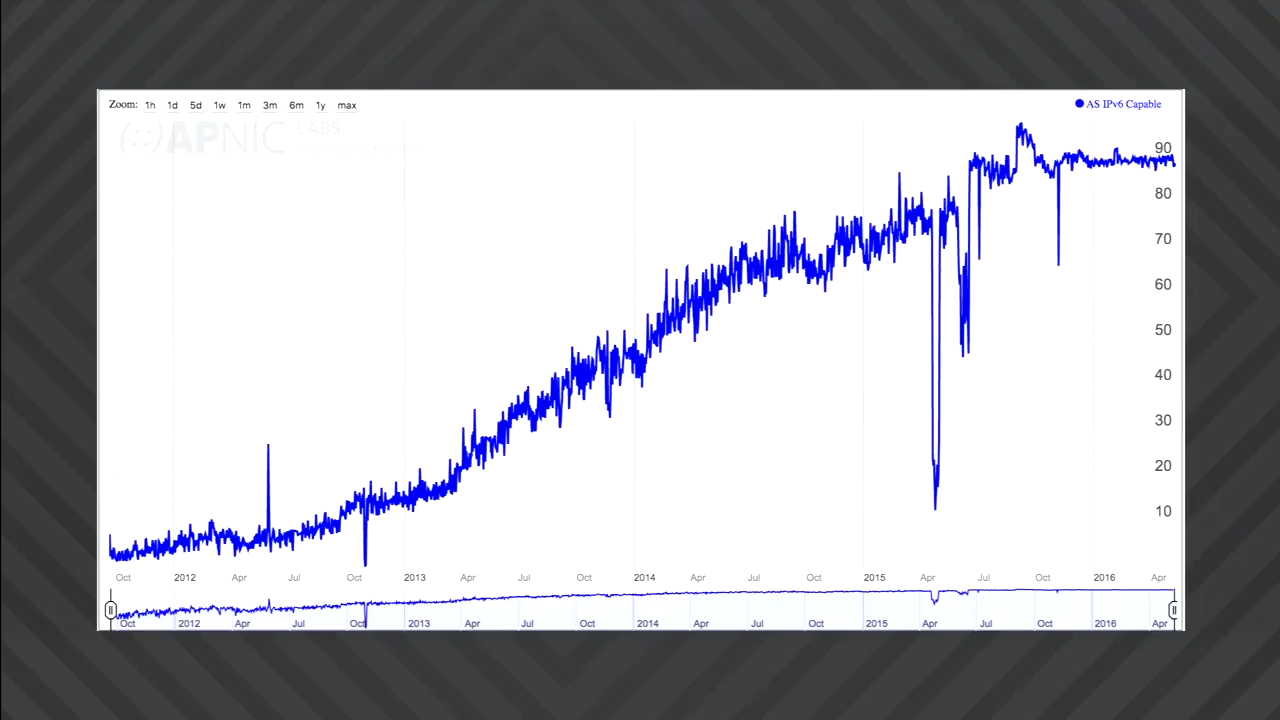 Zoom: 1h 1d 5d 1w 1m 3m 6m 1y max
AS IPv6 Capable
(::) APNIC LABS
90
80
70
60
50
40
30
20
10
Oct 2012 Apr Jul Oct 2013 Apr Jul Oct 2014 Apr Jul Oct 2015 Apr Jul Oct 2016 Apr
Oct 2012 Apr Jul Oct 2013 Apr Jul Oct 2014 Apr Jul Oct 2015 Apr Jul Oct 2016 Apr